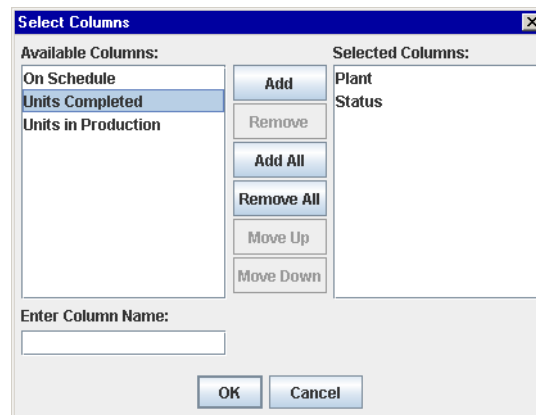 Select Columns
Available Columns:
Selected Columns:
On Schedule
Units Completed
Units in Production
Add
Remove
Add All
Remove All
Move Up
Move Down
Plant
Status
Enter Column Name:
OK
Cancel